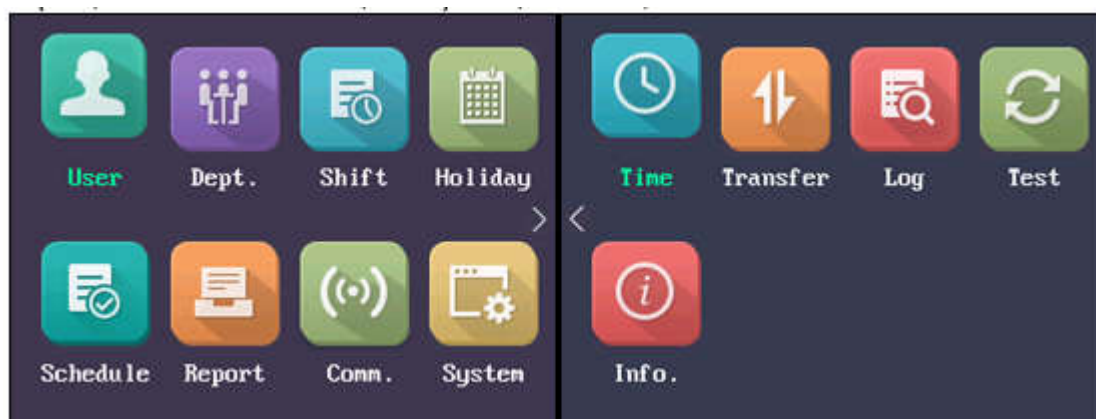 User Dept. Shift Holiday
Time Transfer Log Test
Schedule Report Comm. System
Info.